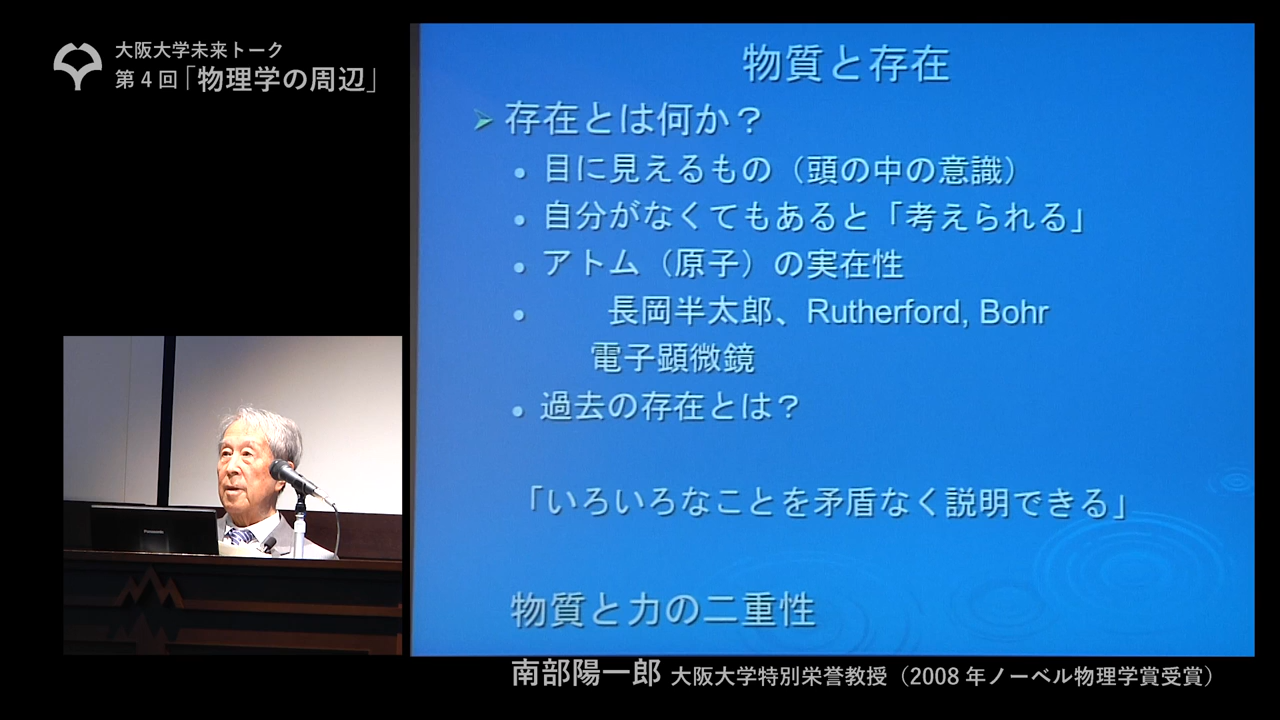 大阪大学未来トーク
第4回「物理学の周辺」
物質と存在
存在とは何か？
目に見えるもの（頭の中の意識）
自分がなくてもあると「考えられる」
アトム（原子）の実在性
長岡半太郎、Rutherford, Bohr
電子顕微鏡
過去の存在とは？
「いろいろなことを矛盾なく説明できる」
物質と力の二重性
Panasonic
南部陽一郎 大阪大学特別栄誉教授（2008年ノーベル物理学賞受賞）